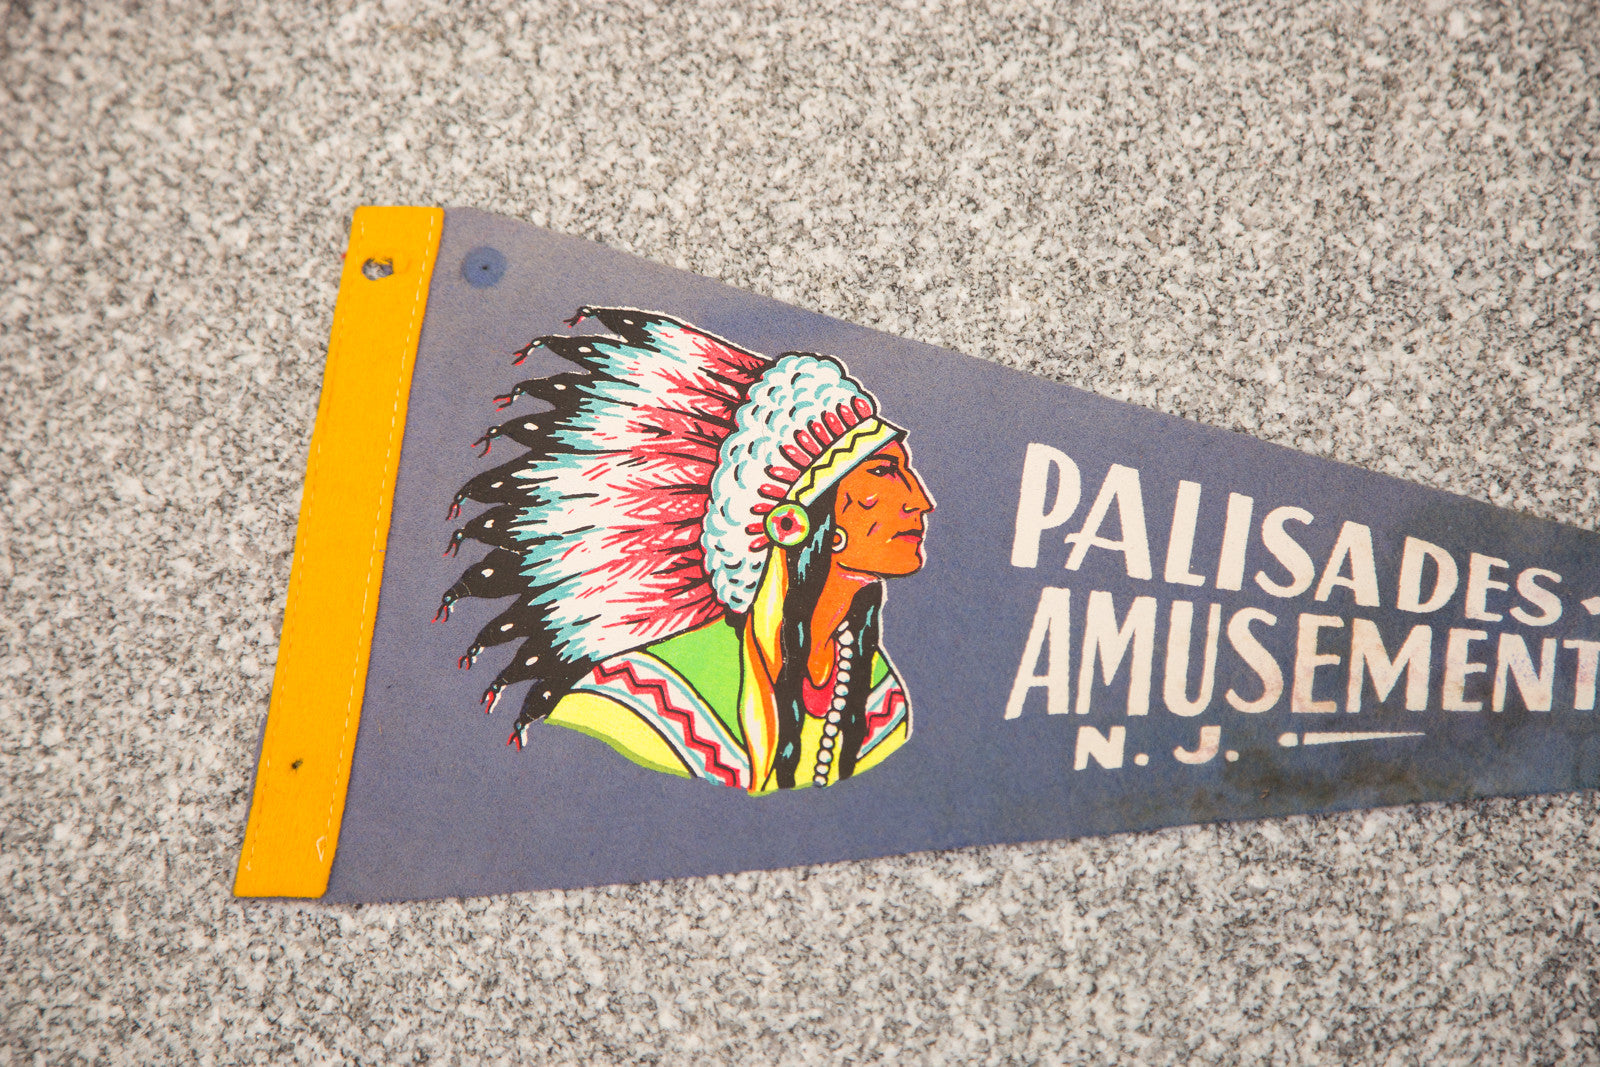 PALISADES
AMUSEMENT
N. J.